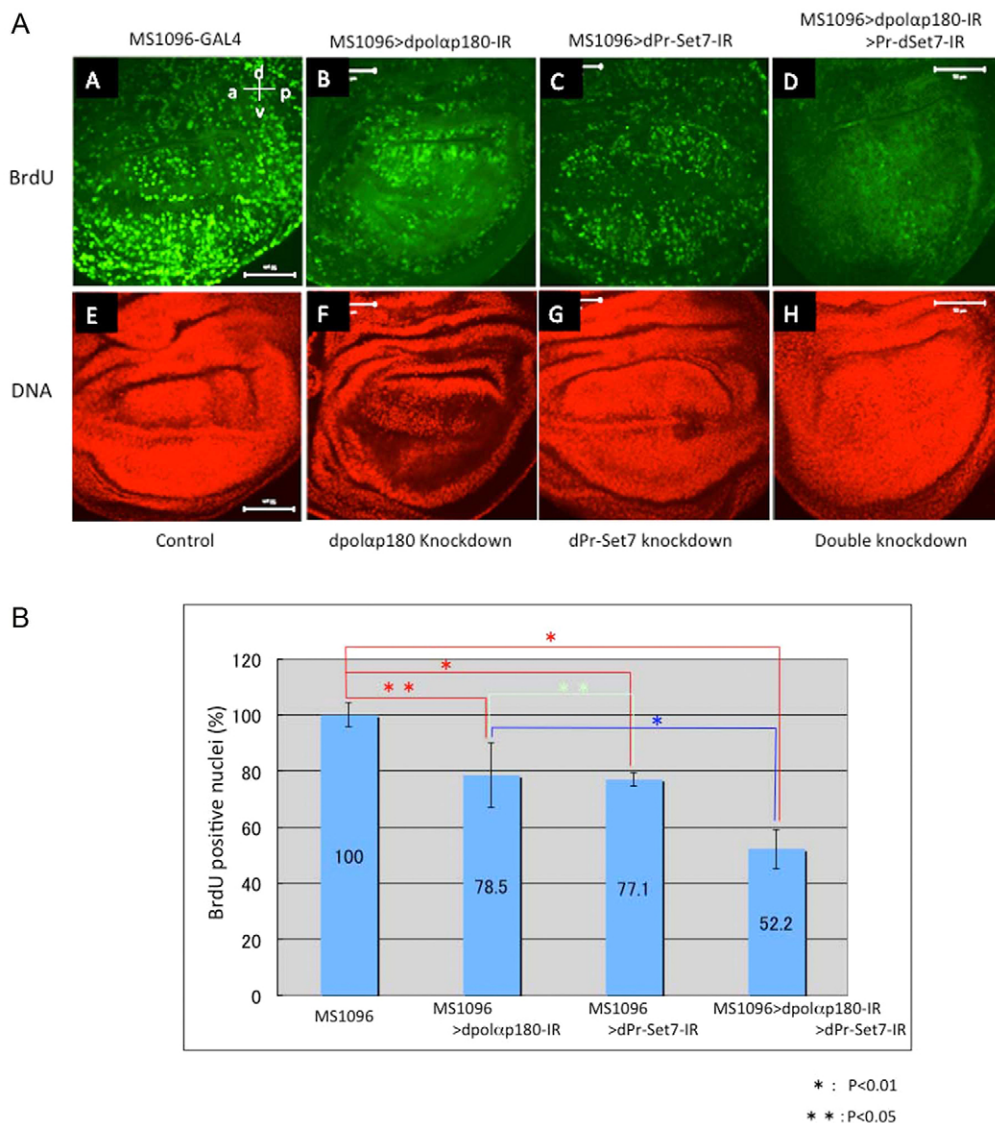 A
MS1096-GAL4
MS1096>dpolαp180-IR
MS1096>dPr-Set7-IR
MS1096>dpolαp180-IR
>Pr-dSet7-IR
A
d
a
p
v
B
C
D
BrdU
E
F
G
H
DNA
Control
dpolαp180 Knockdown
dPr-Set7 knockdown
Double knockdown
B
BrdU positive nuclei (%)
120
100
80
60
40
20
0
*
*
* *
* *
*
100
78.5
77.1
52.2
MS1096
MS1096
>dpolαp180-IR
MS1096
>dPr-Set7-IR
MS1096>dpolαp180-IR
>dPr-Set7-IR
* : P<0.01
* * : P<0.05